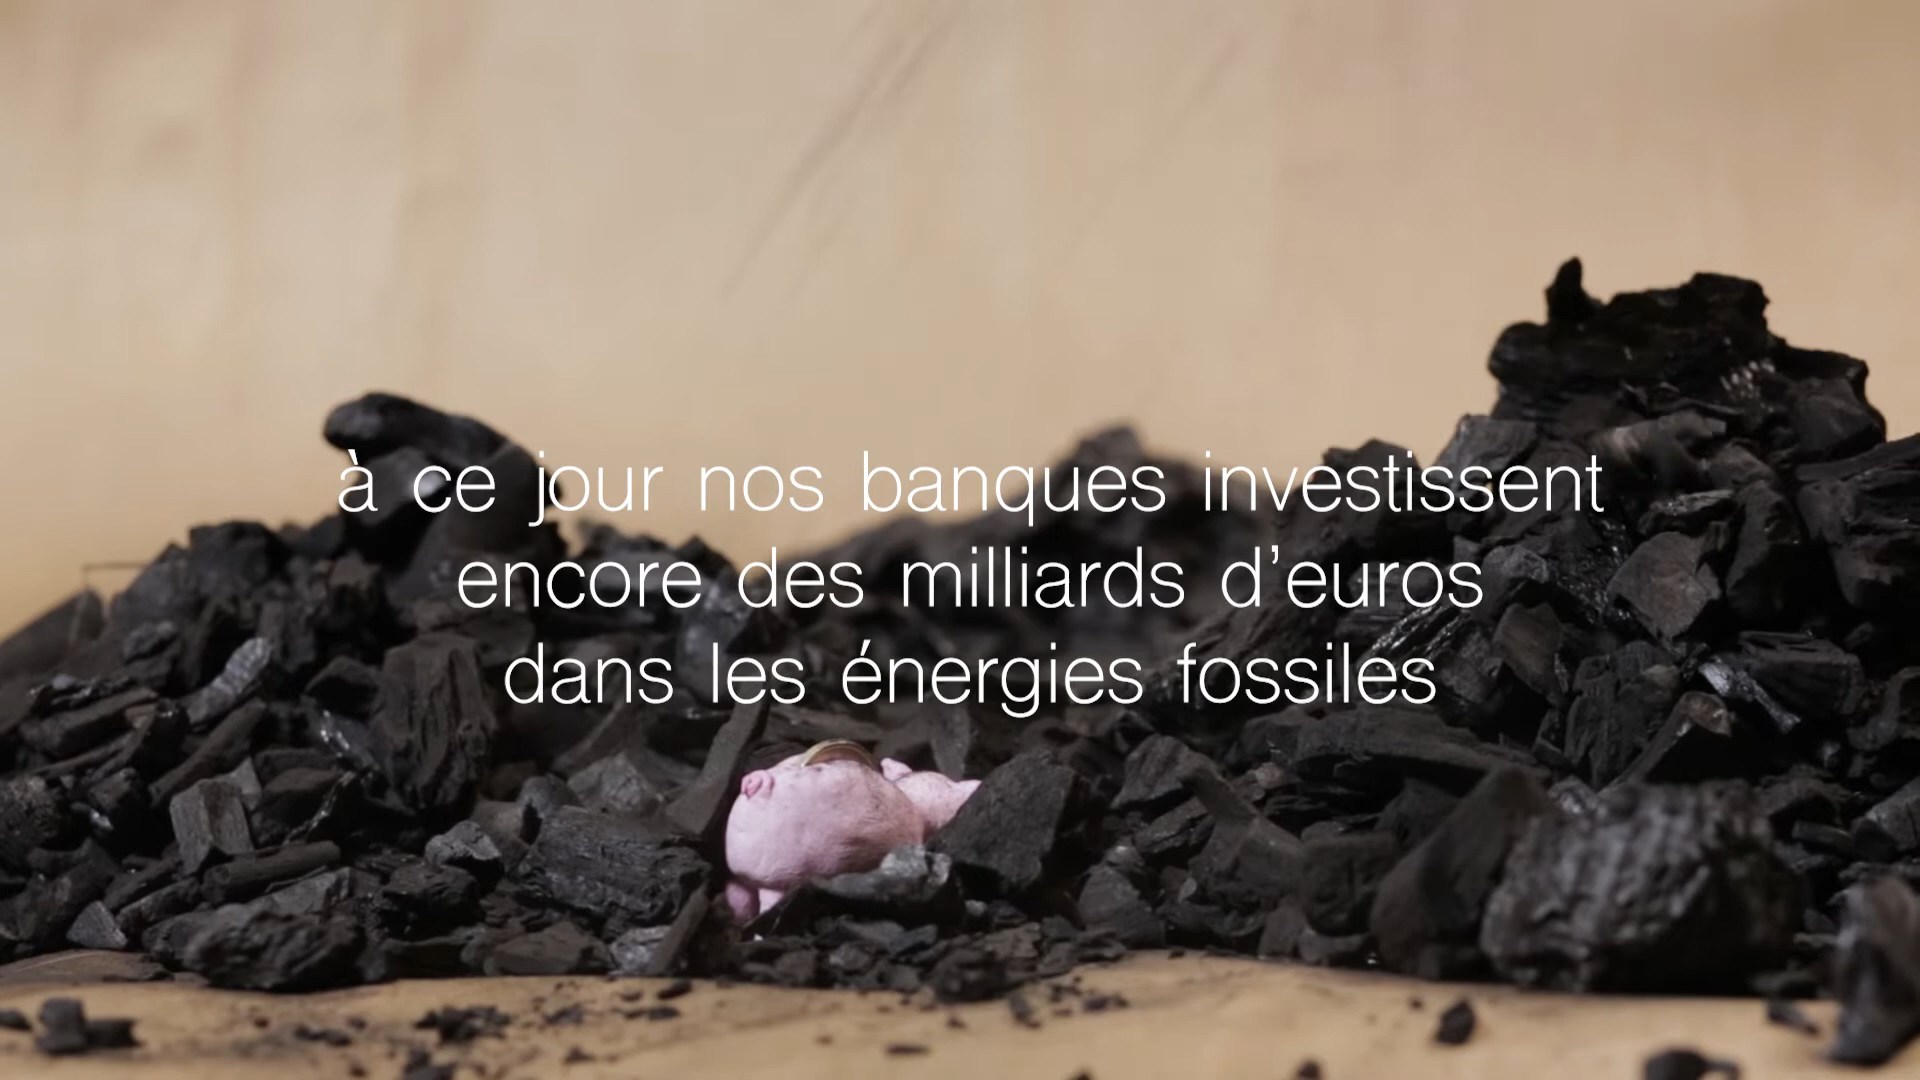 à ce jour nos banques investissent
encore des milliards d’euros
dans les énergies fossiles